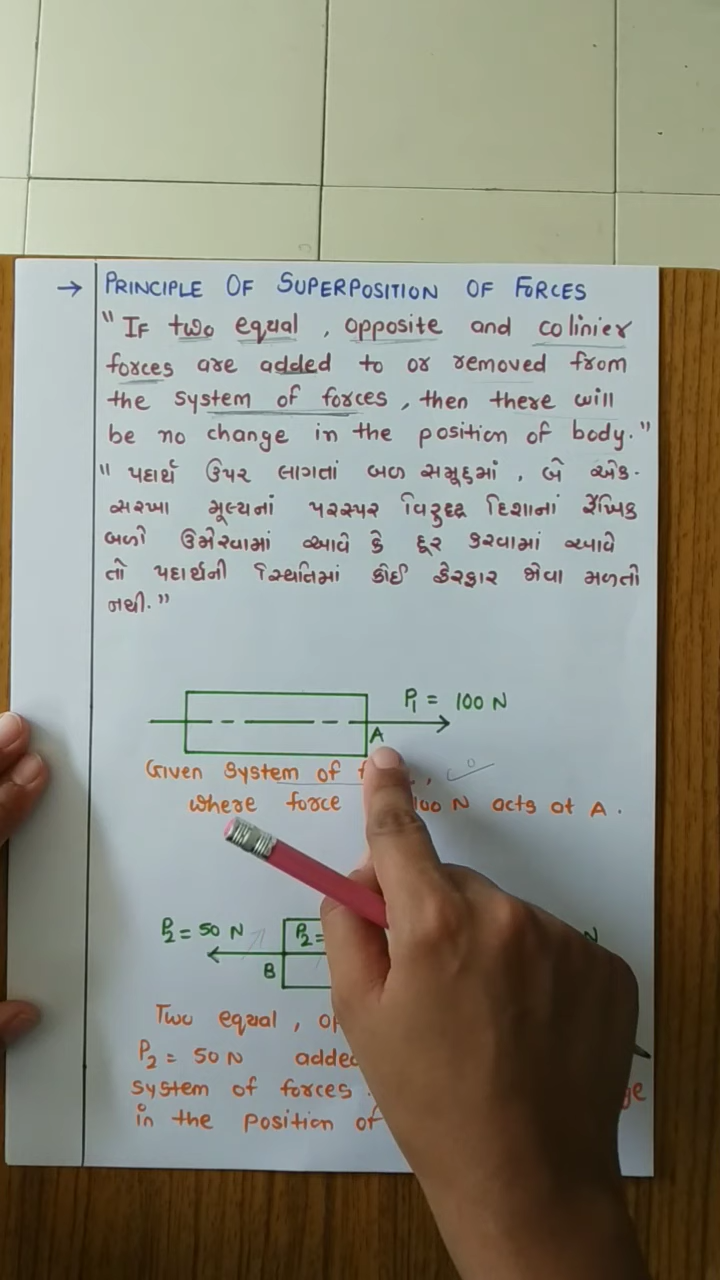 → PRINCIPLE OF SUPERPOSITION OF FORCES
"IF two equal, opposite and colinier
forces are added to or removed from
the system of forces, then there will
be no change in the position of body."
"પદાર્થ ઉપર લાગતાં બળ સમૂહમાં, બે એક-
સરખા મૂલ્યનાં પરસ્પર વિરુદ્ધ દિશાનાં રૈખિક
બળો ઉમેરવામાં આવે કે દૂર કરવામાં આવે
તો પદાર્થની સ્થિતિમાં કોઈ ફેરફાર જોવા મળતો
નથી."
P1 = 100 N
A
Given system of
where force 100 N acts at A.
P2 = 50 N P2 = N
B
Two equal,
P2 = 50 N added
system of forces.
in the position of